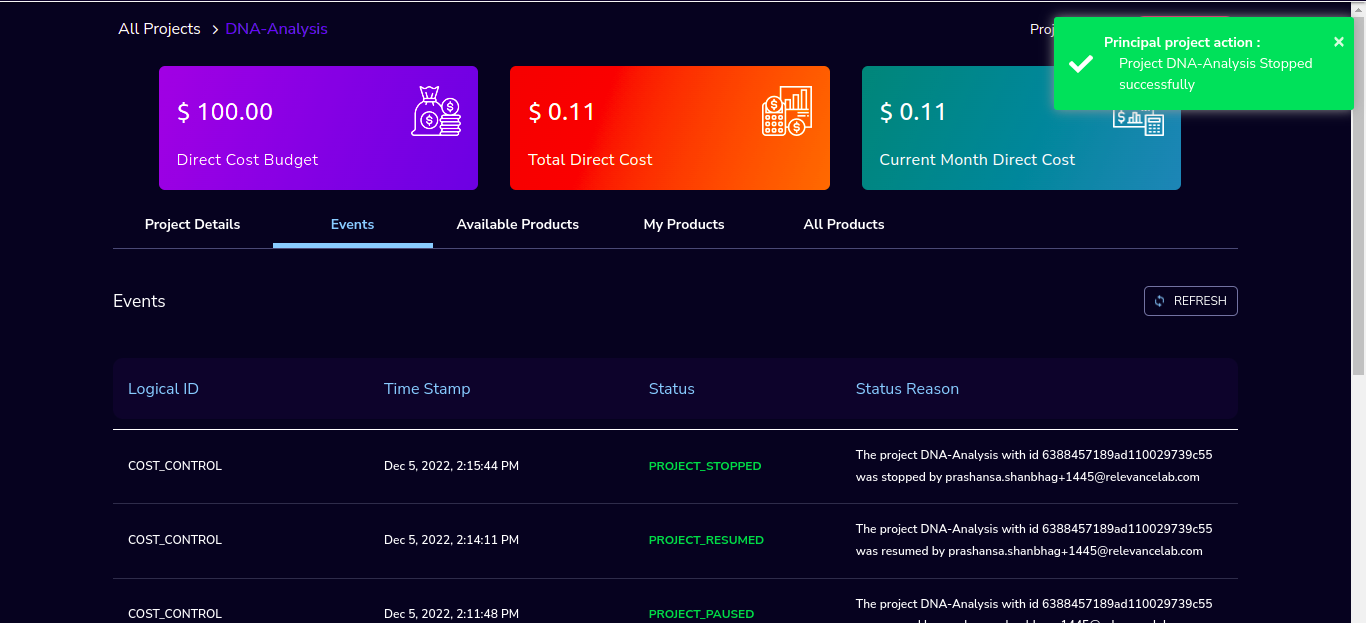 All Projects > DNA-Analysis
Proj
Principal project action :
Project DNA-Analysis Stopped
successfully
$ 100.00
Direct Cost Budget
$ 0.11
Total Direct Cost
$ 0.11
Current Month Direct Cost
Project Details Events Available Products My Products All Products
Events
REFRESH
Logical ID Time Stamp Status Status Reason
COST_CONTROL Dec 5, 2022, 2:15:44 PM PROJECT_STOPPED The project DNA-Analysis with id 6388457189ad110029739c55
was stopped by prashansa.shanbhag+1445@relevancelab.com
COST_CONTROL Dec 5, 2022, 2:14:11 PM PROJECT_RESUMED The project DNA-Analysis with id 6388457189ad110029739c55
was resumed by prashansa.shanbhag+1445@relevancelab.com
COST_CONTROL Dec 5, 2022, 2:11:48 PM PROJECT_PAUSED The project DNA-Analysis with id 6388457189ad110029739c55